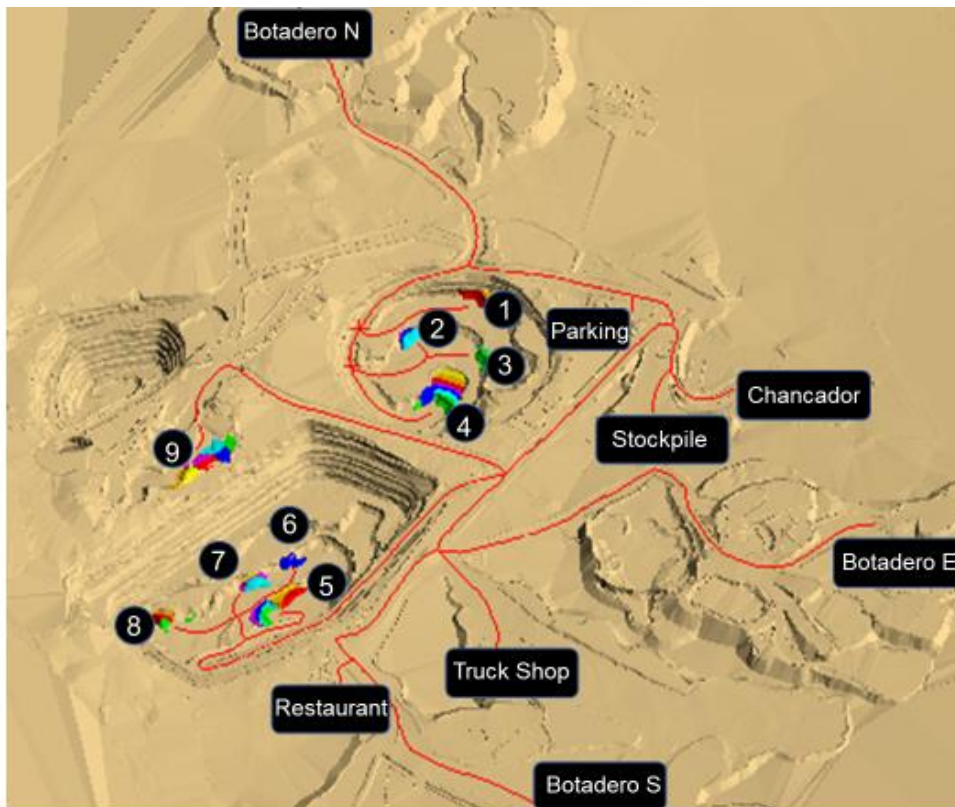 Botadero N
1
2
Parking
3
Chancador
4
Stockpile
9
6
7
Botadero E
5
8
Truck Shop
Restaurant
Botadero S